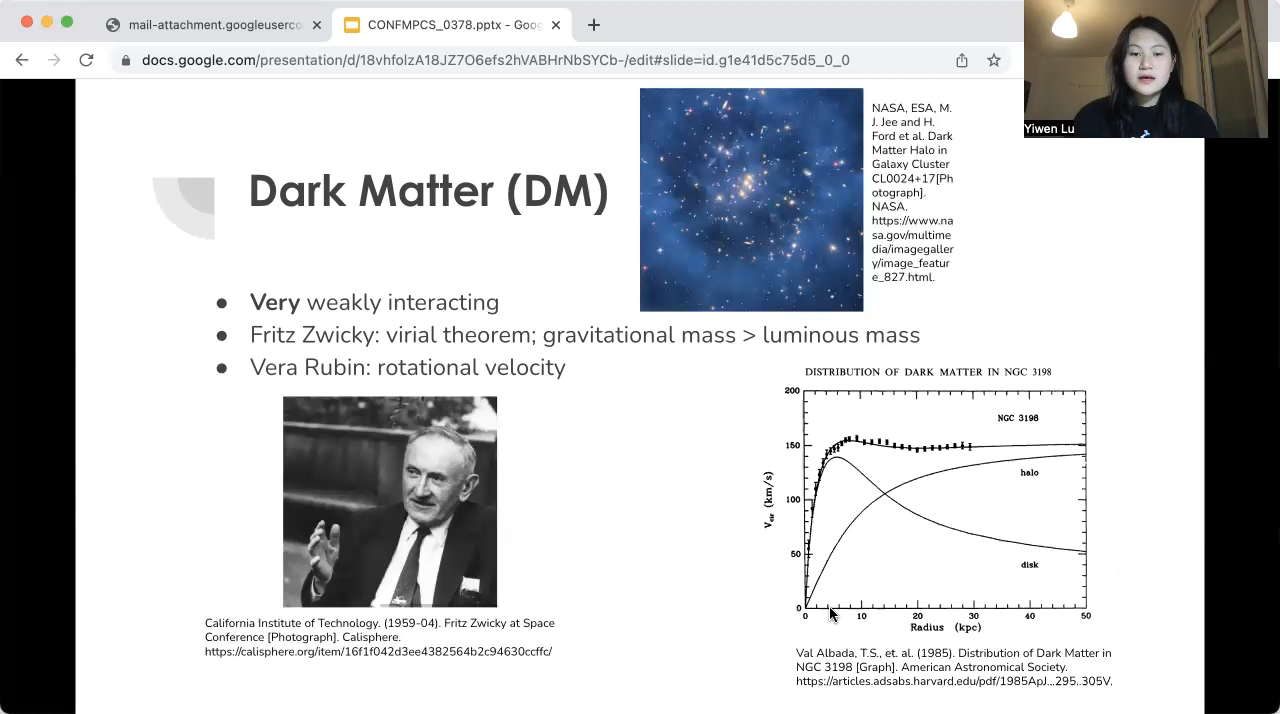 mail-attachment.googleuserco
CONFMPCS_0378.pptx - Goog
docs.google.com/presentation/d/18vhfolzA18JZ7O6efs2hVABHrNbSYCb-/edit#slide=id.g1e41d5c75d5_0_0
Yiwen Lu
Dark Matter (DM)
NASA, ESA, M.
J. Jee and H.
Ford et al. Dark
Matter Halo in
Galaxy Cluster
CL0024+17[Ph
otograph].
NASA.
https://www.na
sa.gov/multime
dia/imagegaller
y/image_featur
e_827.html.
● Very weakly interacting
● Fritz Zwicky: virial theorem; gravitational mass > luminous mass
● Vera Rubin: rotational velocity
California Institute of Technology. (1959-04). Fritz Zwicky at Space
Conference [Photograph]. Calisphere.
https://calisphere.org/item/16f1f042d3ee4382564b2c94630ccffc/
DISTRIBUTION OF DARK MATTER IN NGC 3198
200
NGC 3198
150
halo
100
V_cir (km/s)
50
disk
0
0 10 20 30 40 50
Radius (kpc)
Val Albada, T.S., et. al. (1985). Distribution of Dark Matter in
NGC 3198 [Graph]. American Astronomical Society.
https://articles.adsabs.harvard.edu/pdf/1985ApJ...295..305V.